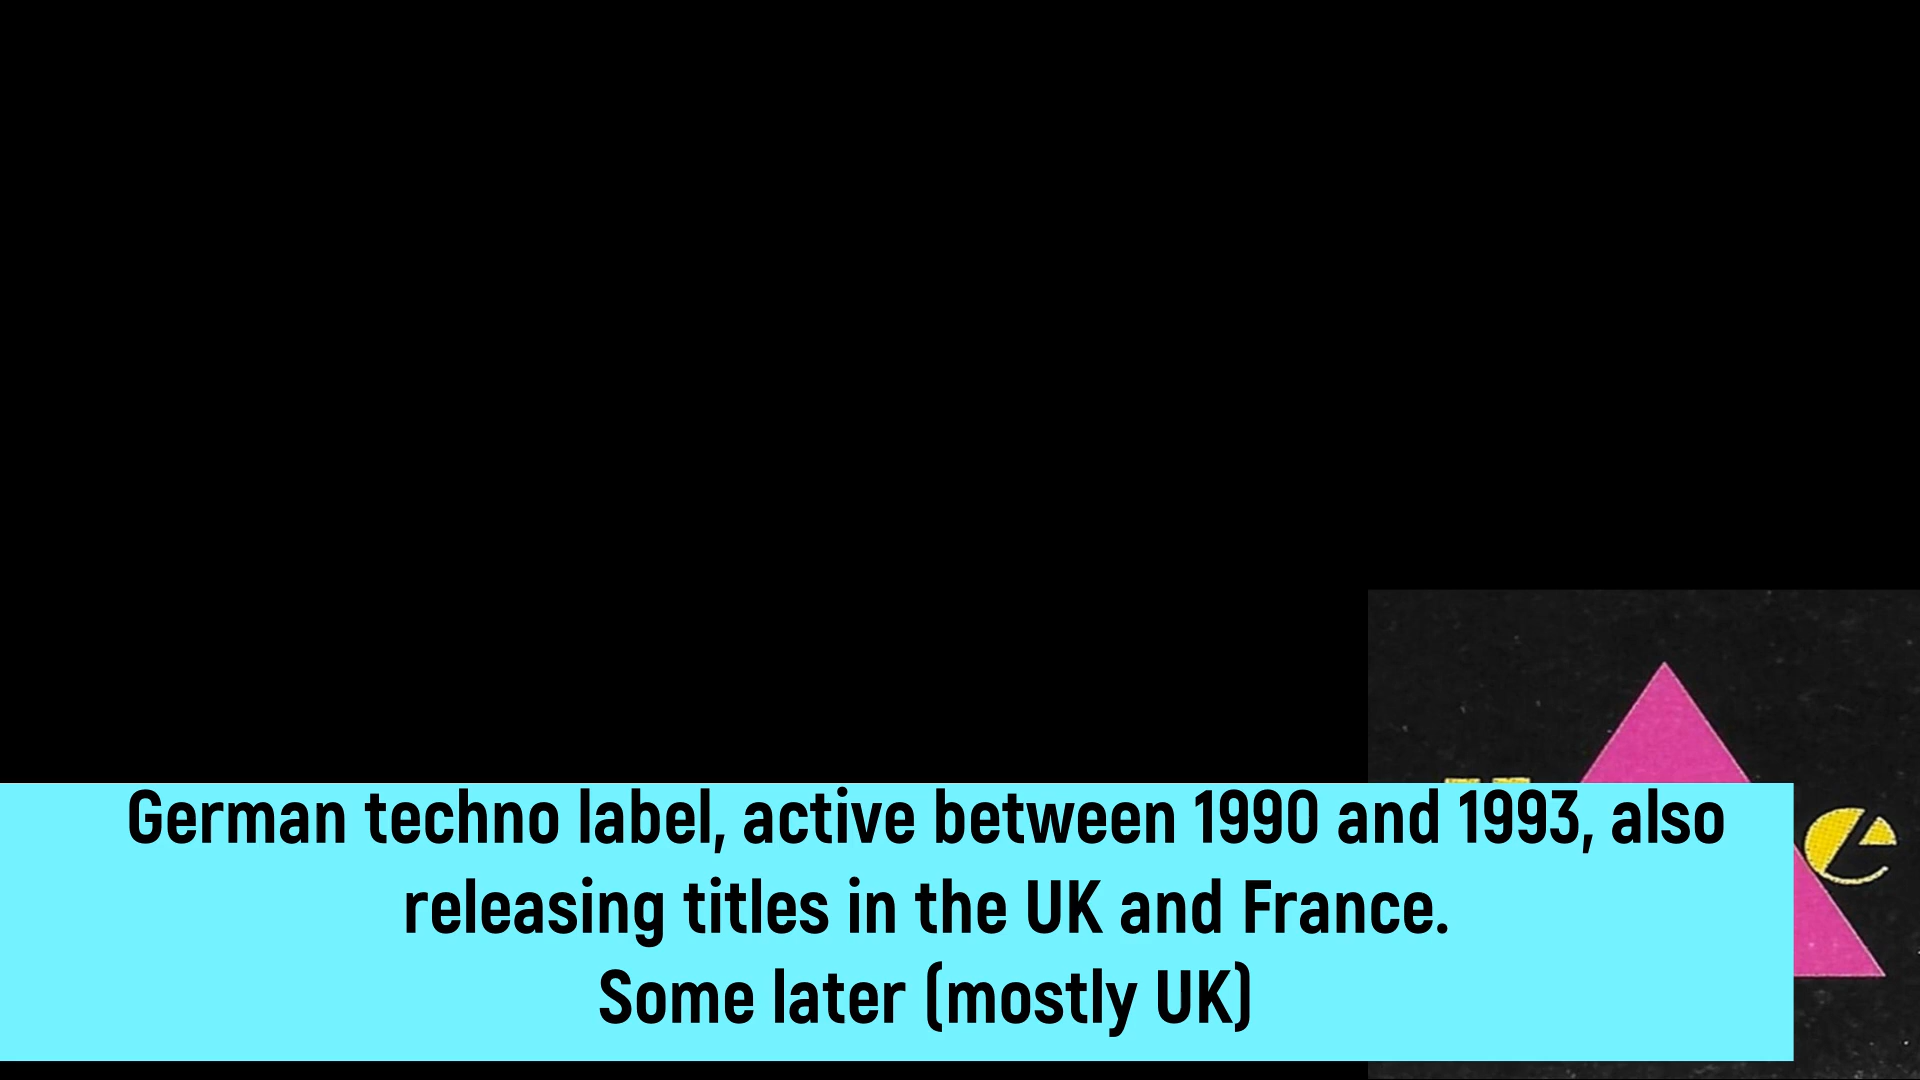 German techno label, active between 1990 and 1993, also
releasing titles in the UK and France.
Some later (mostly UK)
e